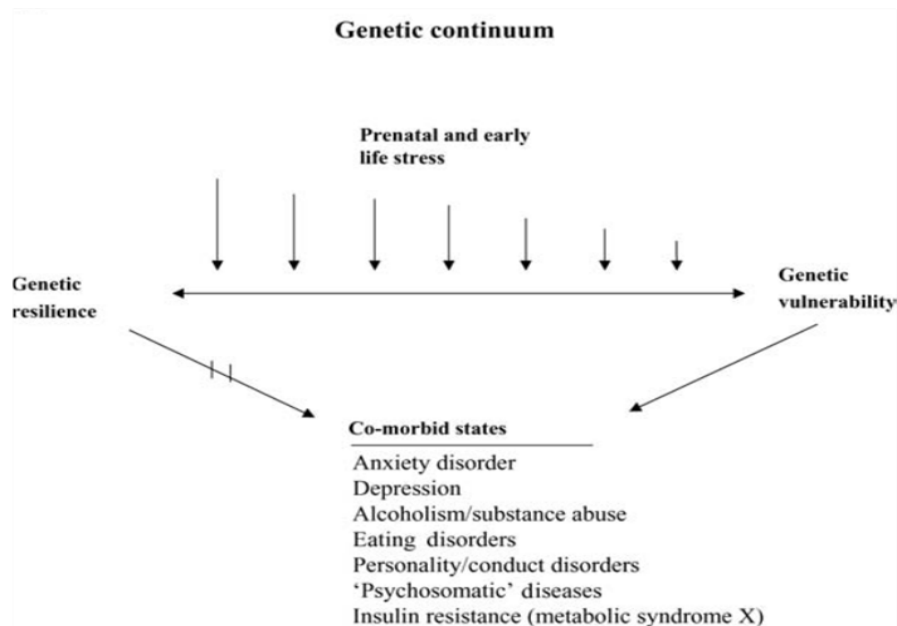 Genetic continuum
Prenatal and early
life stress
Genetic
resilience
Genetic
vulnerability
Co-morbid states
Anxiety disorder
Depression
Alcoholism/substance abuse
Eating disorders
Personality/conduct disorders
‘Psychosomatic’ diseases
Insulin resistance (metabolic syndrome X)